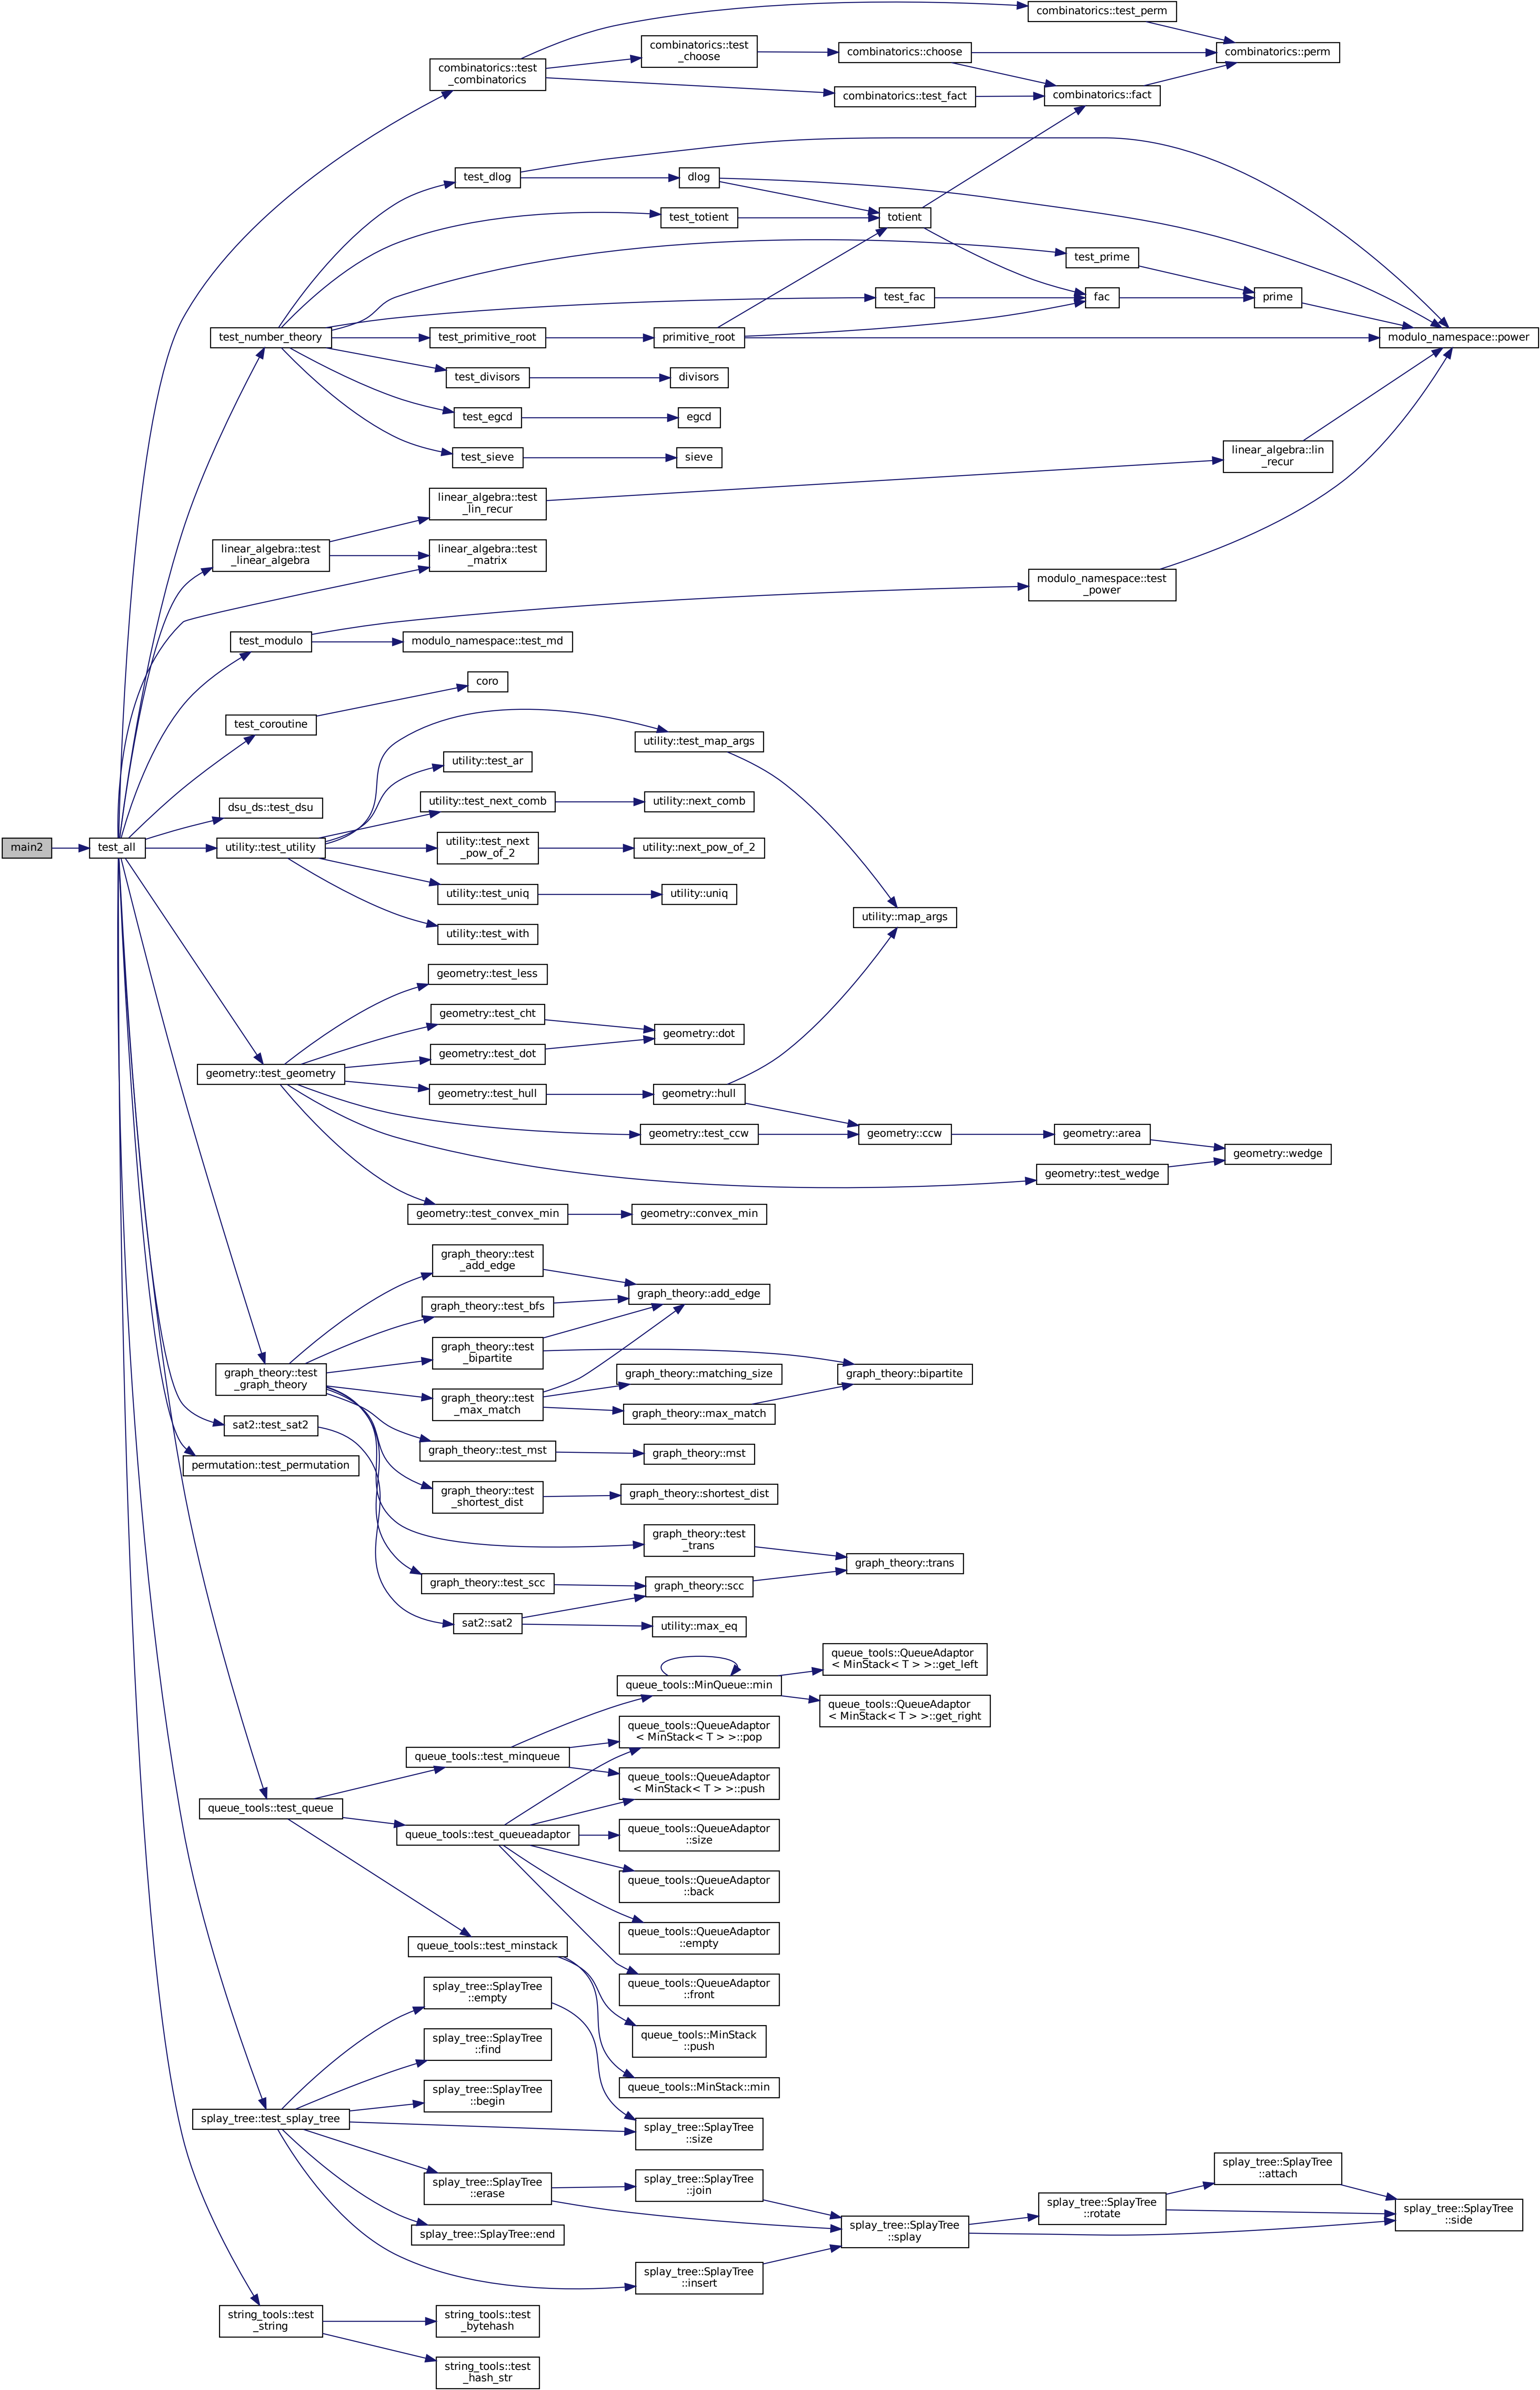 combinatorics::test_perm
combinatorics::test
_choose
combinatorics::choose
combinatorics::perm
combinatorics::test
_combinatorics
combinatorics::test_fact
combinatorics::fact
test_dlog
dlog
test_totient
totient
test_prime
test_fac
fac
prime
test_number_theory
test_primitive_root
primitive_root
modulo_namespace::power
test_divisors
divisors
test_egcd
egcd
test_sieve
sieve
linear_algebra::lin
_recur
linear_algebra::test
_lin_recur
linear_algebra::test
_linear_algebra
linear_algebra::test
_matrix
modulo_namespace::test
_power
test_modulo
modulo_namespace::test_md
coro
test_coroutine
utility::test_map_args
utility::test_ar
dsu_ds::test_dsu
utility::test_next_comb
utility::next_comb
main2
test_all
utility::test_utility
utility::test_next
_pow_of_2
utility::next_pow_of_2
utility::test_uniq
utility::uniq
utility::map_args
utility::test_with
geometry::test_less
geometry::test_cht
geometry::dot
geometry::test_dot
geometry::test_geometry
geometry::test_hull
geometry::hull
geometry::test_ccw
geometry::ccw
geometry::area
geometry::wedge
geometry::test_wedge
geometry::test_convex_min
geometry::convex_min
graph_theory::test
_add_edge
graph_theory::add_edge
graph_theory::test_bfs
graph_theory::test
_bipartite
graph_theory::test
_graph_theory
graph_theory::matching_size
graph_theory::bipartite
graph_theory::test
_max_match
graph_theory::max_match
sat2::test_sat2
graph_theory::test_mst
graph_theory::mst
permutation::test_permutation
graph_theory::test
_shortest_dist
graph_theory::shortest_dist
graph_theory::test
_trans
graph_theory::trans
graph_theory::test_scc
graph_theory::scc
sat2::sat2
utility::max_eq
queue_tools::QueueAdaptor
< MinStack< T > >::get_left
queue_tools::MinQueue::min
queue_tools::QueueAdaptor
< MinStack< T > >::get_right
queue_tools::QueueAdaptor
< MinStack< T > >::pop
queue_tools::test_minqueue
queue_tools::QueueAdaptor
< MinStack< T > >::push
queue_tools::test_queue
queue_tools::test_queueadaptor
queue_tools::QueueAdaptor
::size
queue_tools::QueueAdaptor
::back
queue_tools::QueueAdaptor
::empty
queue_tools::test_minstack
queue_tools::QueueAdaptor
::front
splay_tree::SplayTree
::empty
queue_tools::MinStack
::push
splay_tree::SplayTree
::find
queue_tools::MinStack::min
splay_tree::SplayTree
::begin
splay_tree::test_splay_tree
splay_tree::SplayTree
::size
splay_tree::SplayTree
::erase
splay_tree::SplayTree
::join
splay_tree::SplayTree
::attach
splay_tree::SplayTree
::rotate
splay_tree::SplayTree
::side
splay_tree::SplayTree::end
splay_tree::SplayTree
::splay
splay_tree::SplayTree
::insert
string_tools::test
_string
string_tools::test
_bytehash
string_tools::test
_hash_str